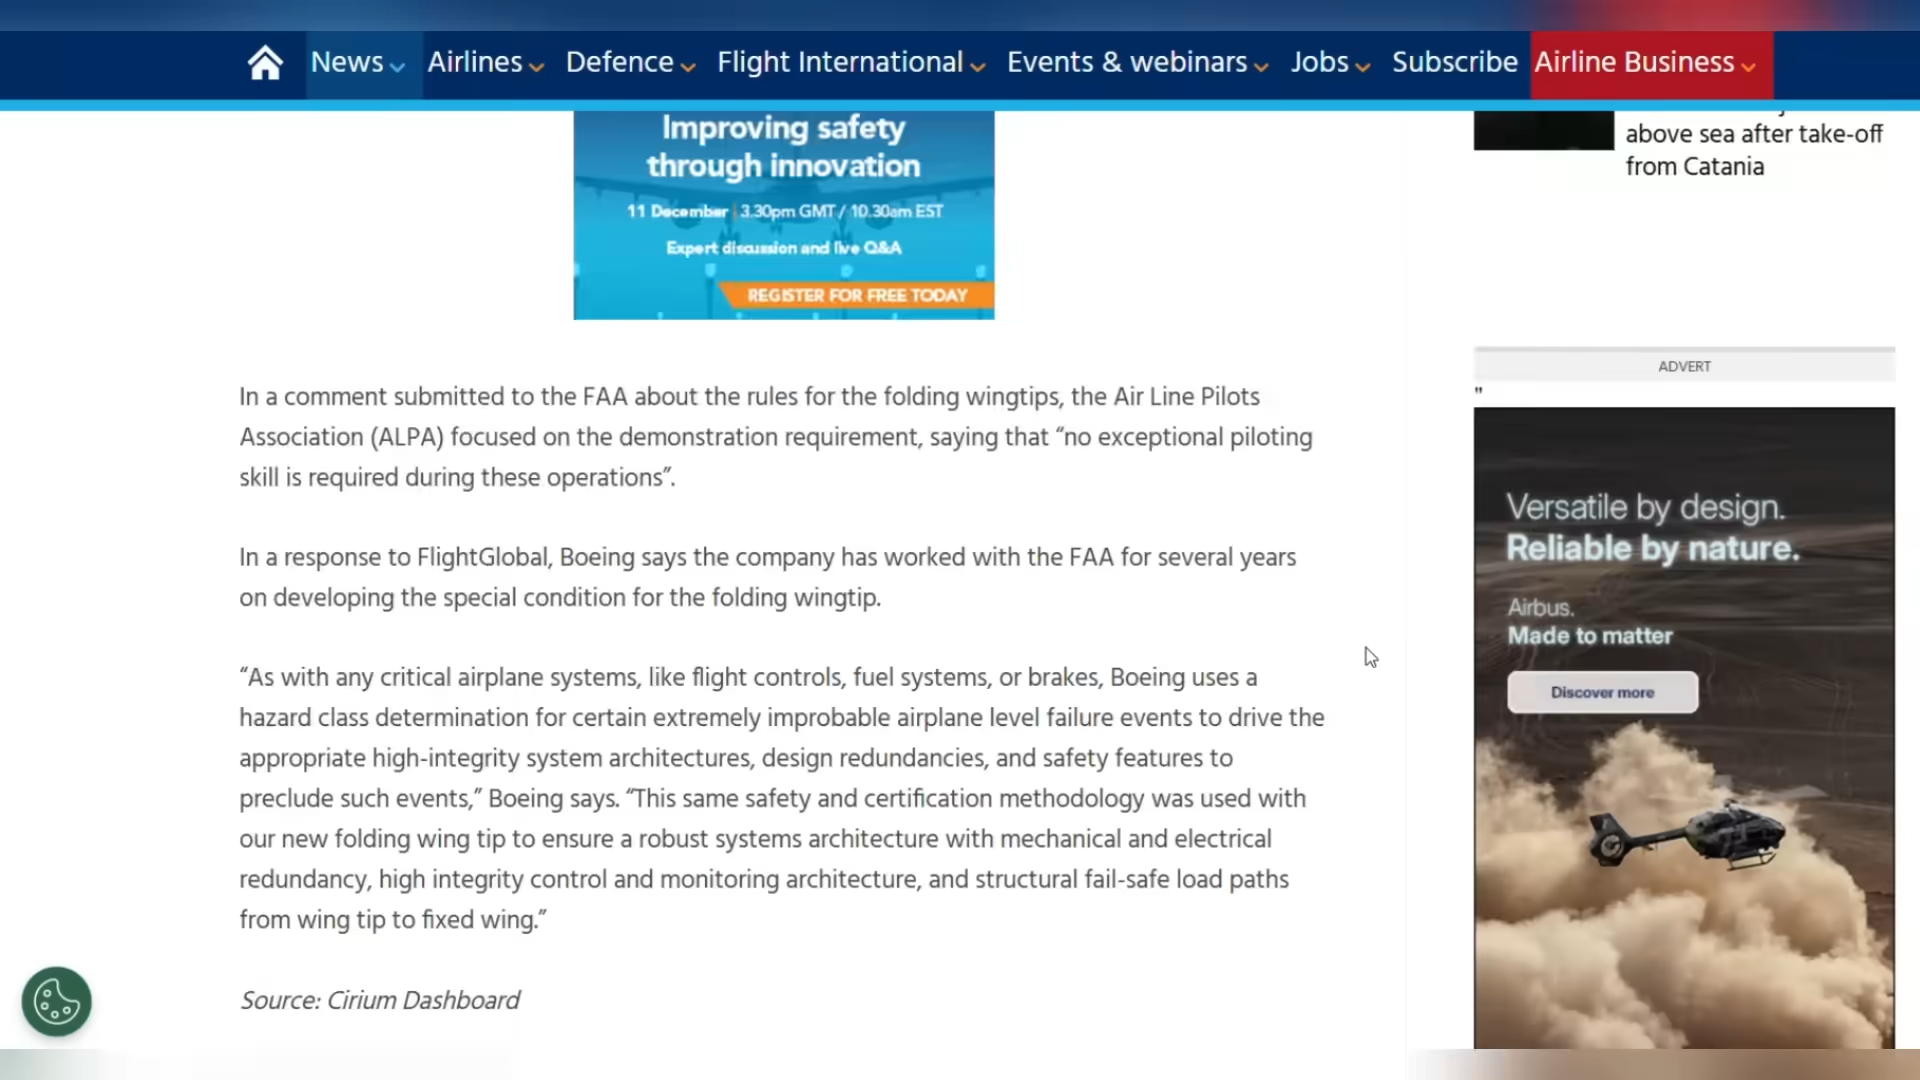 News
Airlines
Defence
Flight International
Events & webinars
Jobs
Subscribe
Airline Business
Improving safety
through innovation
11 December | 3.30pm GMT / 10.30am EST
Expert discussion and live Q&A
REGISTER FOR FREE TODAY
In a comment submitted to the FAA about the rules for the folding wingtips, the Air Line Pilots
Association (ALPA) focused on the demonstration requirement, saying that “no exceptional piloting
skill is required during these operations”.
In a response to FlightGlobal, Boeing says the company has worked with the FAA for several years
on developing the special condition for the folding wingtip.
“As with any critical airplane systems, like flight controls, fuel systems, or brakes, Boeing uses a
hazard class determination for certain extremely improbable airplane level failure events to drive the
appropriate high-integrity system architectures, design redundancies, and safety features to
preclude such events,” Boeing says. “This same safety and certification methodology was used with
our new folding wing tip to ensure a robust systems architecture with mechanical and electrical
redundancy, high integrity control and monitoring architecture, and structural fail-safe load paths
from wing tip to fixed wing.”
Source: Cirium Dashboard
above sea after take-off
from Catania
ADVERT
"
Versatile by design.
Reliable by nature.
Airbus.
Made to matter
Discover more